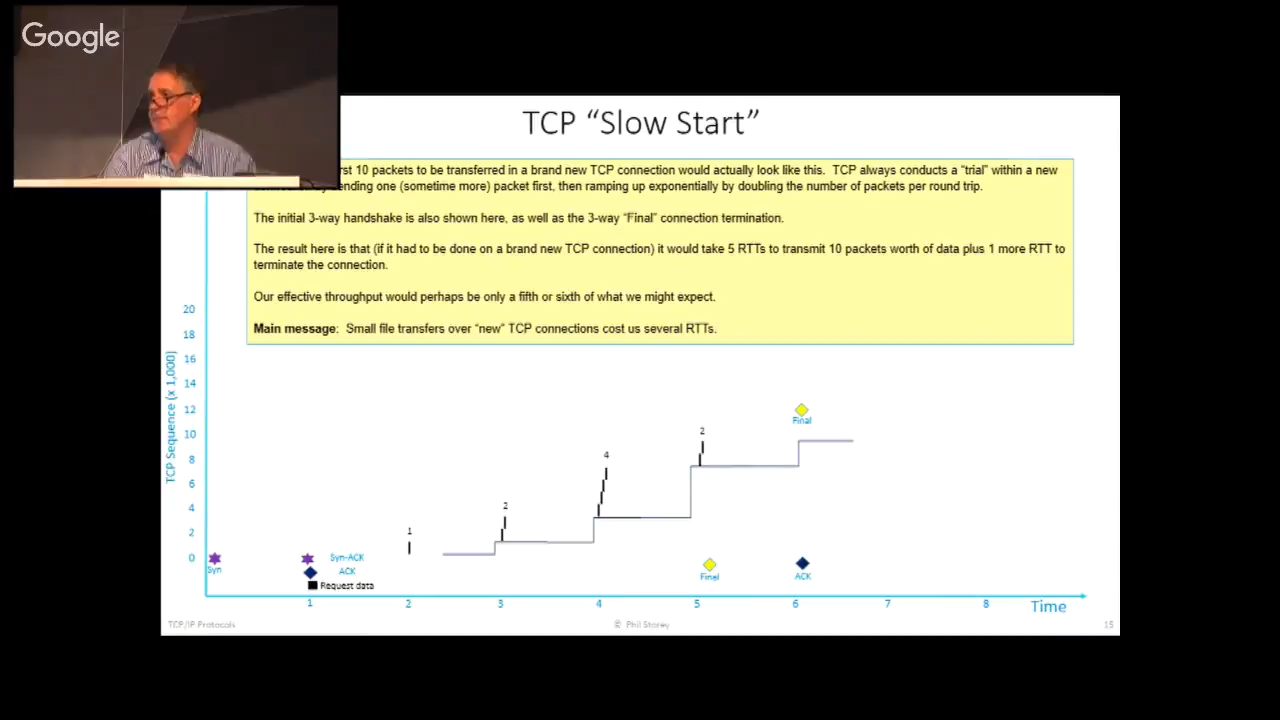 Google
TCP “Slow Start”
10 packets to be transferred in a brand new TCP connection would actually look like this. TCP always conducts a “trial” within a new
one (sometime more) packet first, then ramping up exponentially by doubling the number of packets per round trip.
The initial 3-way handshake is also shown here, as well as the 3-way “Final” connection termination.
The result here is that (if it had to be done on a brand new TCP connection) it would take 5 RTTs to transmit 10 packets worth of data plus 1 more RTT to
terminate the connection.
Our effective throughput would perhaps be only a fifth or sixth of what we might expect.
Main message: Small file transfers over “new” TCP connections cost us several RTTs.
TCP Sequence (x 1,000)
20
18
16
14
12
10
8
6
4
2
0
Final
2
4
2
1
Syn
Syn-ACK
ACK
Request data
Final
ACK
1 2 3 4 5 6 7 8
Time
TCP/IP Protocols
© Phil Storey
15